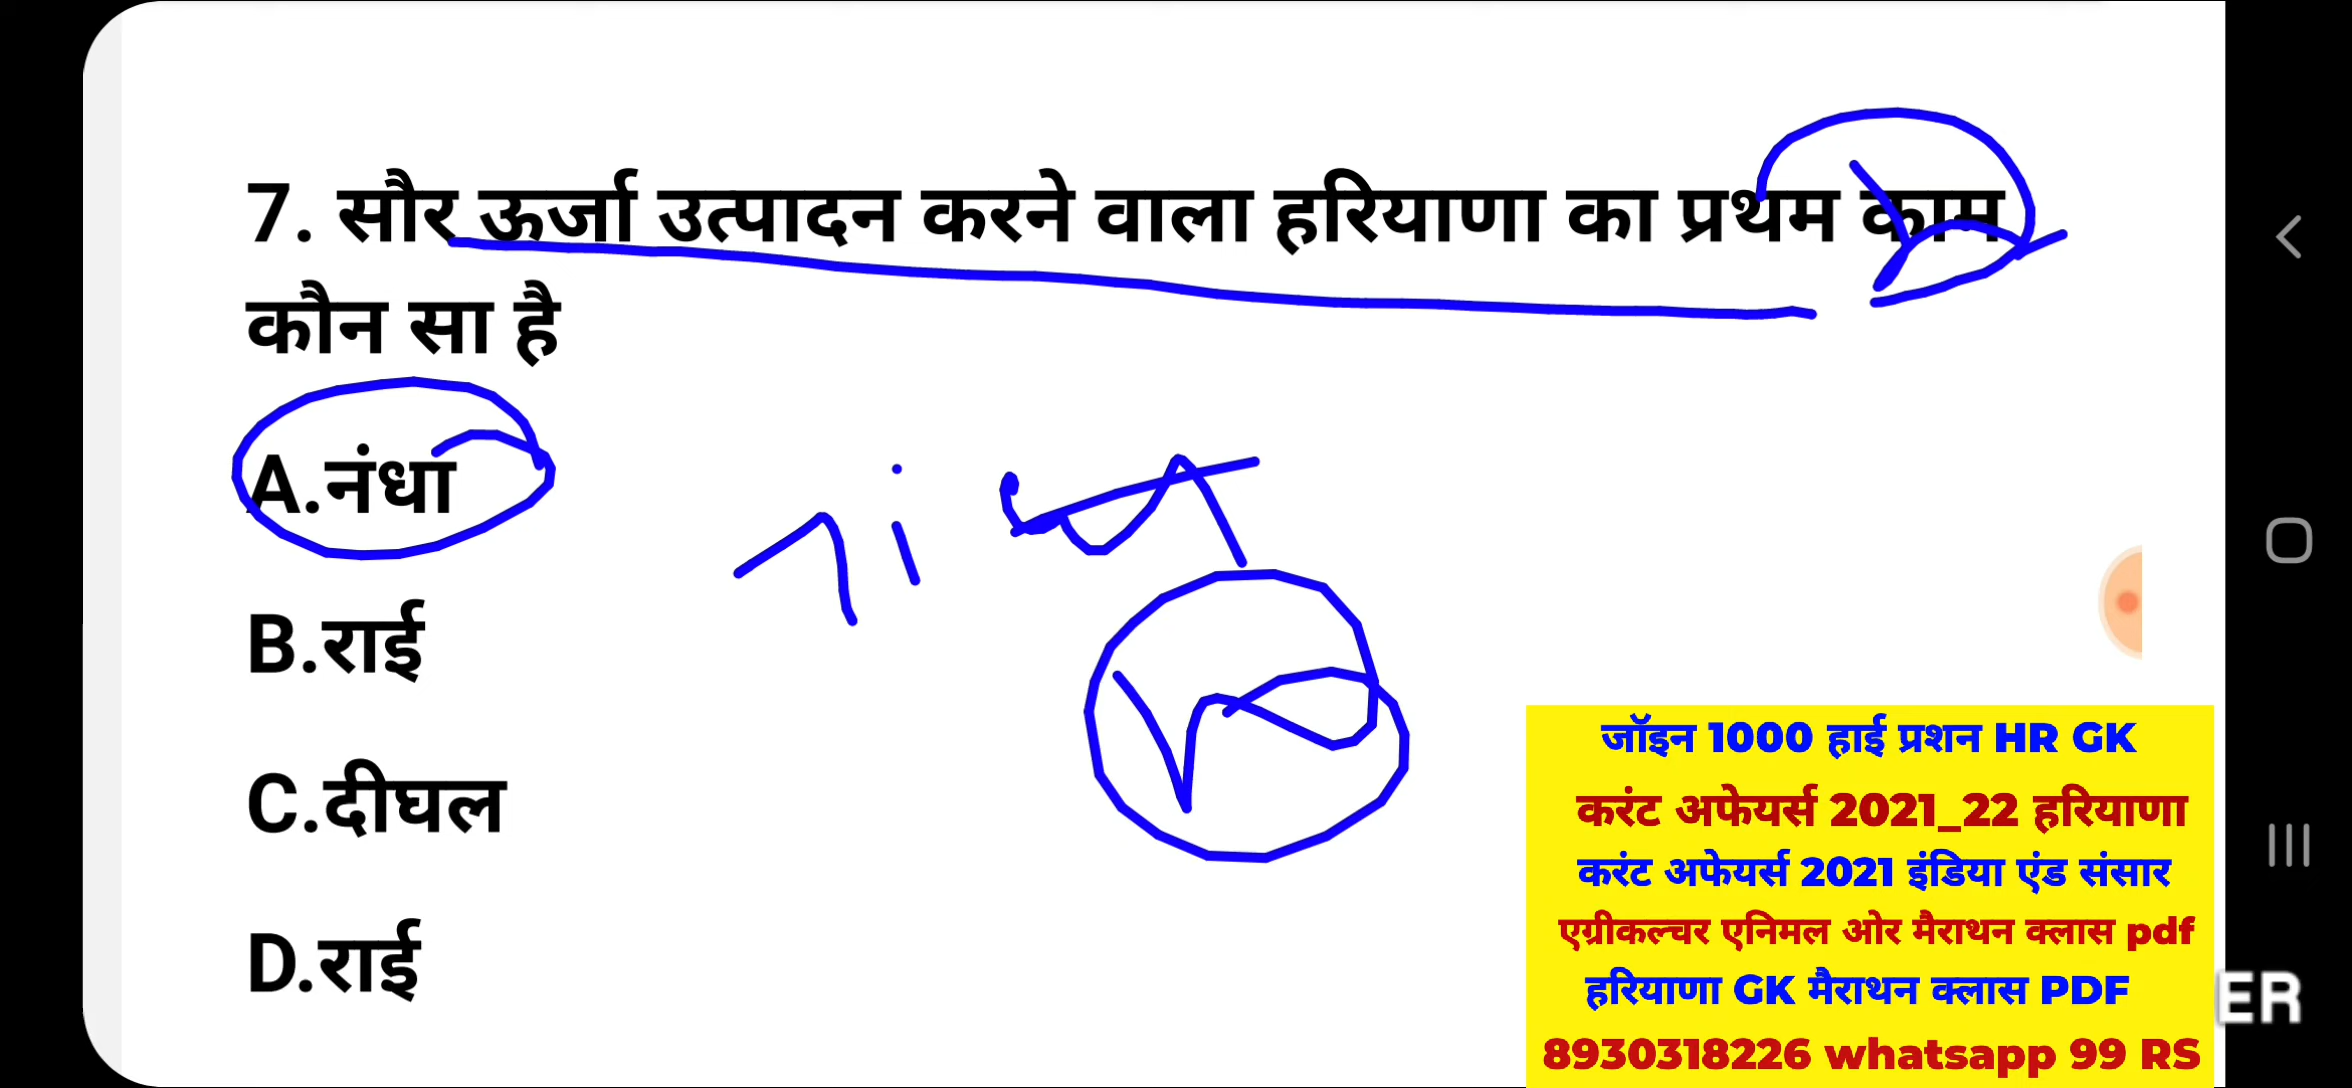 7. सौर ऊर्जा उत्पादन करने वाला हरियाणा का प्रथम काम
कौन सा है
A.नंधा
B.राई
C.दीघल
D.राई
जॉइन 1000 हाई प्रशन HR GK
करंट अफेयर्स 2021_22 हरियाणा
करंट अफेयर्स 2021 इंडिया एंड संसार
एग्रीकल्चर एनिमल ओर मैराथन क्लास pdf
हरियाणा GK मैराथन क्लास PDF
8930318226 whatsapp 99 RS
ER